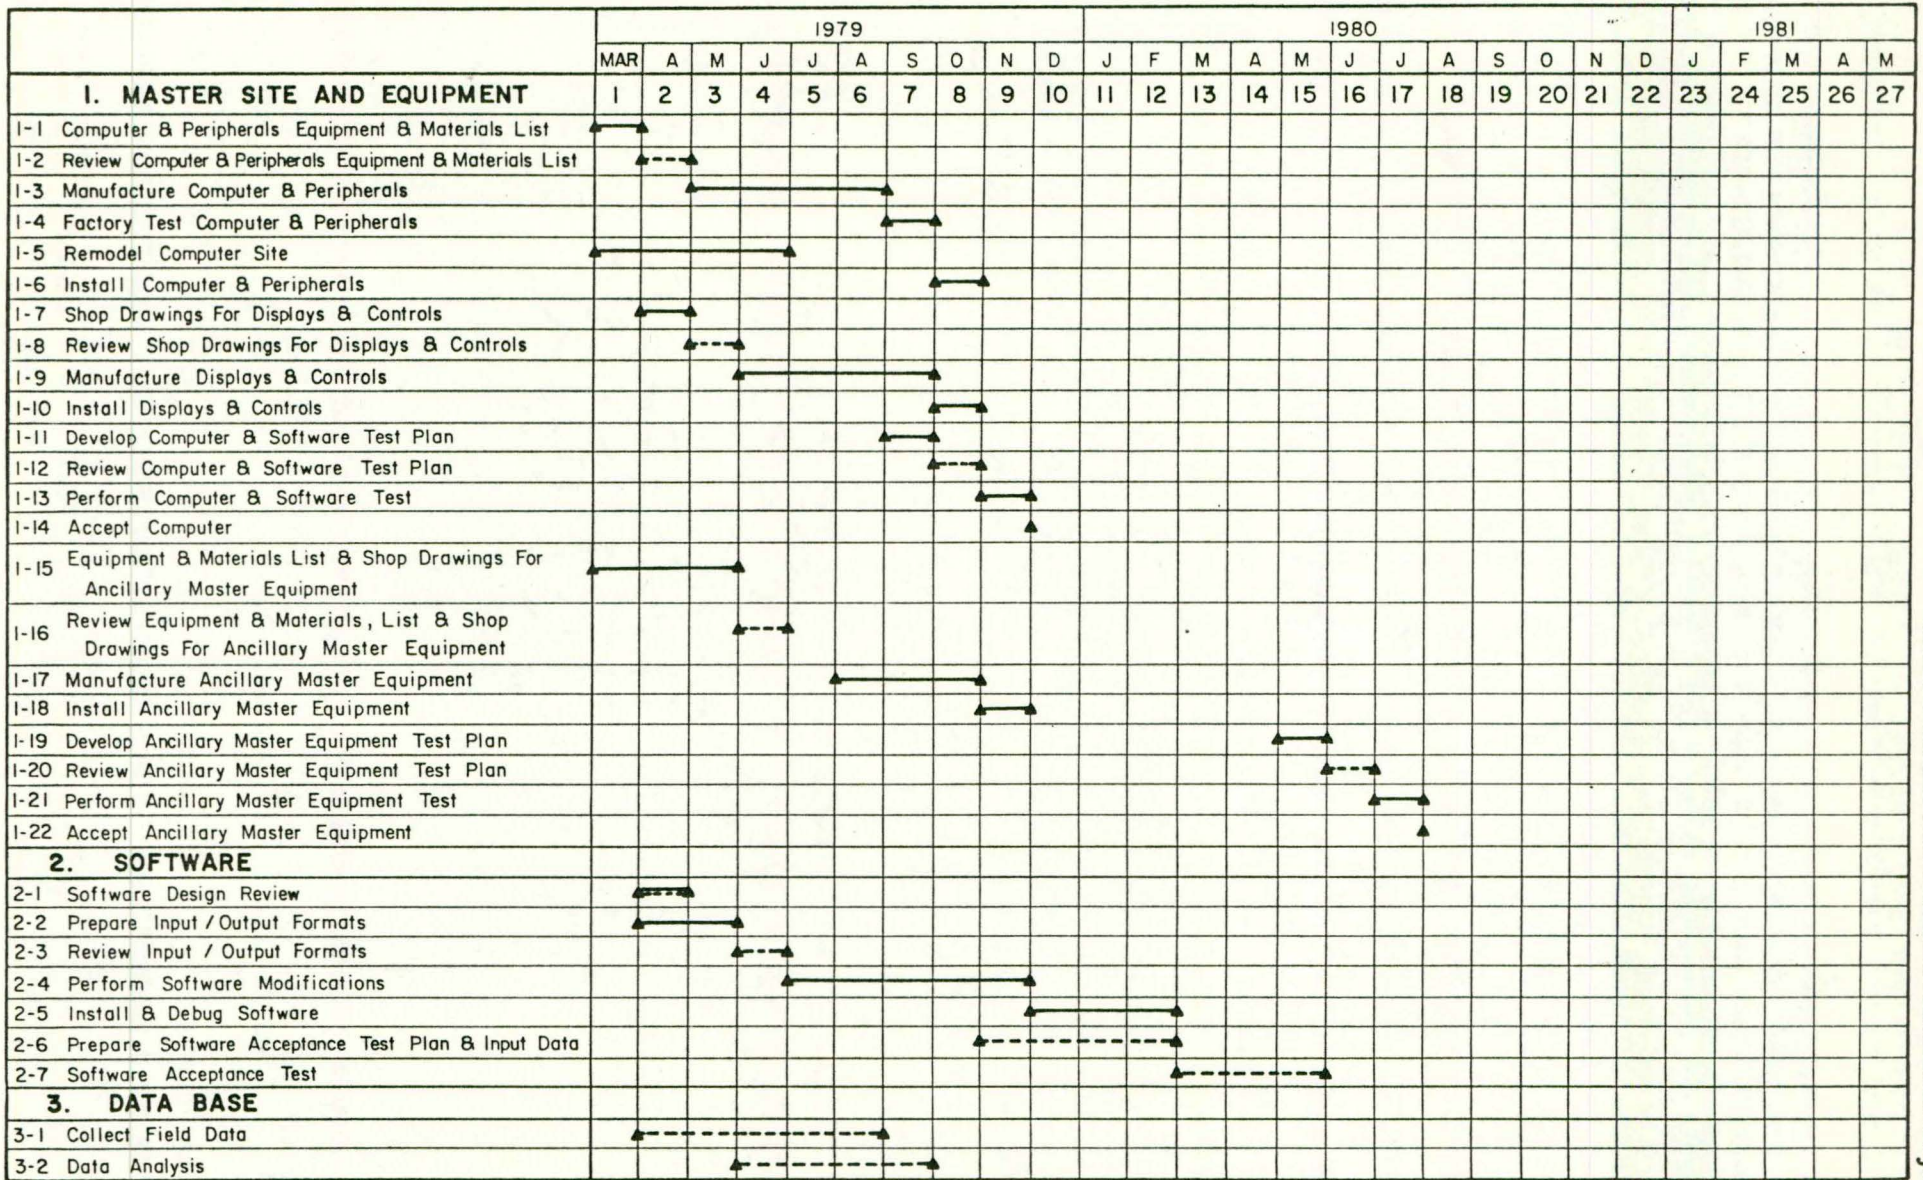 1979 1980 1981
MAR A M J J A S O N D J F M A M J J A S O N D J F M A M
1. MASTER SITE AND EQUIPMENT 1 2 3 4 5 6 7 8 9 10 11 12 13 14 15 16 17 18 19 20 21 22 23 24 25 26 27
1-1 Computer & Peripherals Equipment & Materials List
1-2 Review Computer & Peripherals Equipment & Materials List
1-3 Manufacture Computer & Peripherals
1-4 Factory Test Computer & Peripherals
1-5 Remodel Computer Site
1-6 Install Computer & Peripherals
1-7 Shop Drawings For Displays & Controls
1-8 Review Shop Drawings For Displays & Controls
1-9 Manufacture Displays & Controls
1-10 Install Displays & Controls
1-11 Develop Computer & Software Test Plan
1-12 Review Computer & Software Test Plan
1-13 Perform Computer & Software Test
1-14 Accept Computer
1-15 Equipment & Materials List & Shop Drawings For
Ancillary Master Equipment
1-16 Review Equipment & Materials, List & Shop
Drawings For Ancillary Master Equipment
1-17 Manufacture Ancillary Master Equipment
1-18 Install Ancillary Master Equipment
1-19 Develop Ancillary Master Equipment Test Plan
1-20 Review Ancillary Master Equipment Test Plan
1-21 Perform Ancillary Master Equipment Test
1-22 Accept Ancillary Master Equipment
2. SOFTWARE
2-1 Software Design Review
2-2 Prepare Input / Output Formats
2-3 Review Input / Output Formats
2-4 Perform Software Modifications
2-5 Install & Debug Software
2-6 Prepare Software Acceptance Test Plan & Input Data
2-7 Software Acceptance Test
3. DATA BASE
3-1 Collect Field Data
3-2 Data Analysis